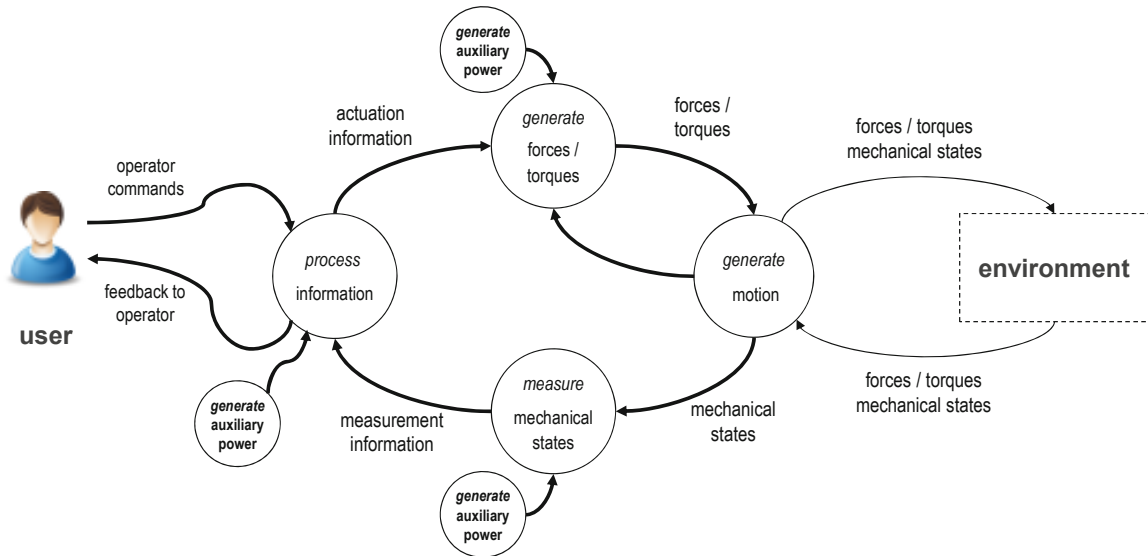 generate
auxiliary
power
actuation
information
generate
forces /
torques
forces /
torques
forces / torques
mechanical states
operator
commands
process
information
generate
motion
environment
feedback to
operator
user
generate
auxiliary
power
measurement
information
measure
mechanical
states
mechanical
states
forces / torques
mechanical states
generate
auxiliary
power